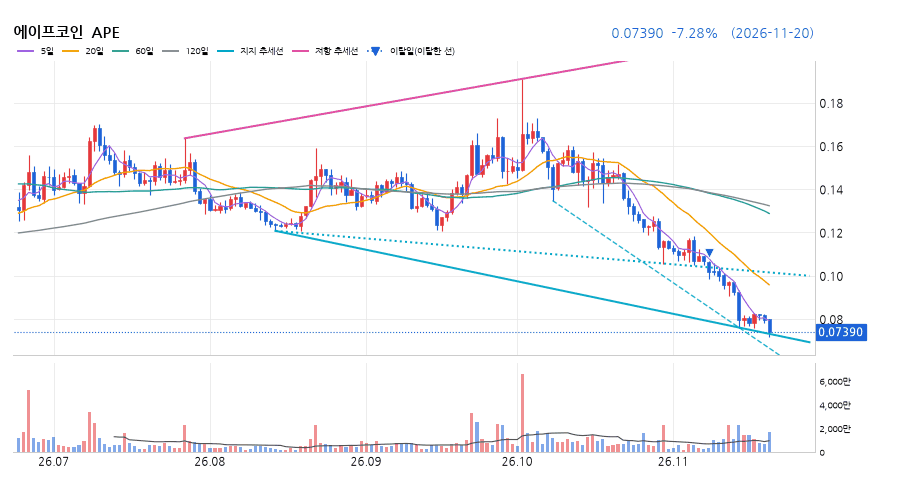 에이프코인 APE
0.07390 -7.28% (2026-11-20)
5일 20일 60일 120일 지지 추세선 저항 추세선 이탈일(이탈한 선)
0.18
0.16
0.14
0.12
0.10
0.08
0.07390
6,000만
4,000만
2,000만
0
26.07 26.08 26.09 26.10 26.11